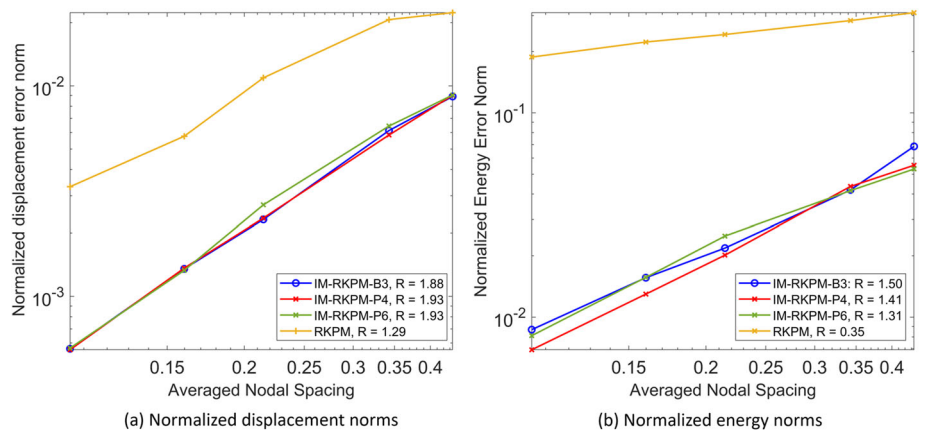 Normalized displacement error norm
10⁻²
10⁻³
IM-RKPM-B3, R = 1.88
IM-RKPM-P4, R = 1.93
IM-RKPM-P6, R = 1.93
RKPM, R = 1.29
0.15
0.2
0.25
0.3
0.35
0.4
Averaged Nodal Spacing
(a) Normalized displacement norms
Normalized Energy Error Norm
10⁻¹
10⁻²
IM-RKPM-B3: R = 1.50
IM-RKPM-P4, R = 1.41
IM-RKPM-P6, R = 1.31
RKPM, R = 0.35
0.15
0.2
0.25
0.3
0.35
0.4
Averaged Nodal Spacing
(b) Normalized energy norms